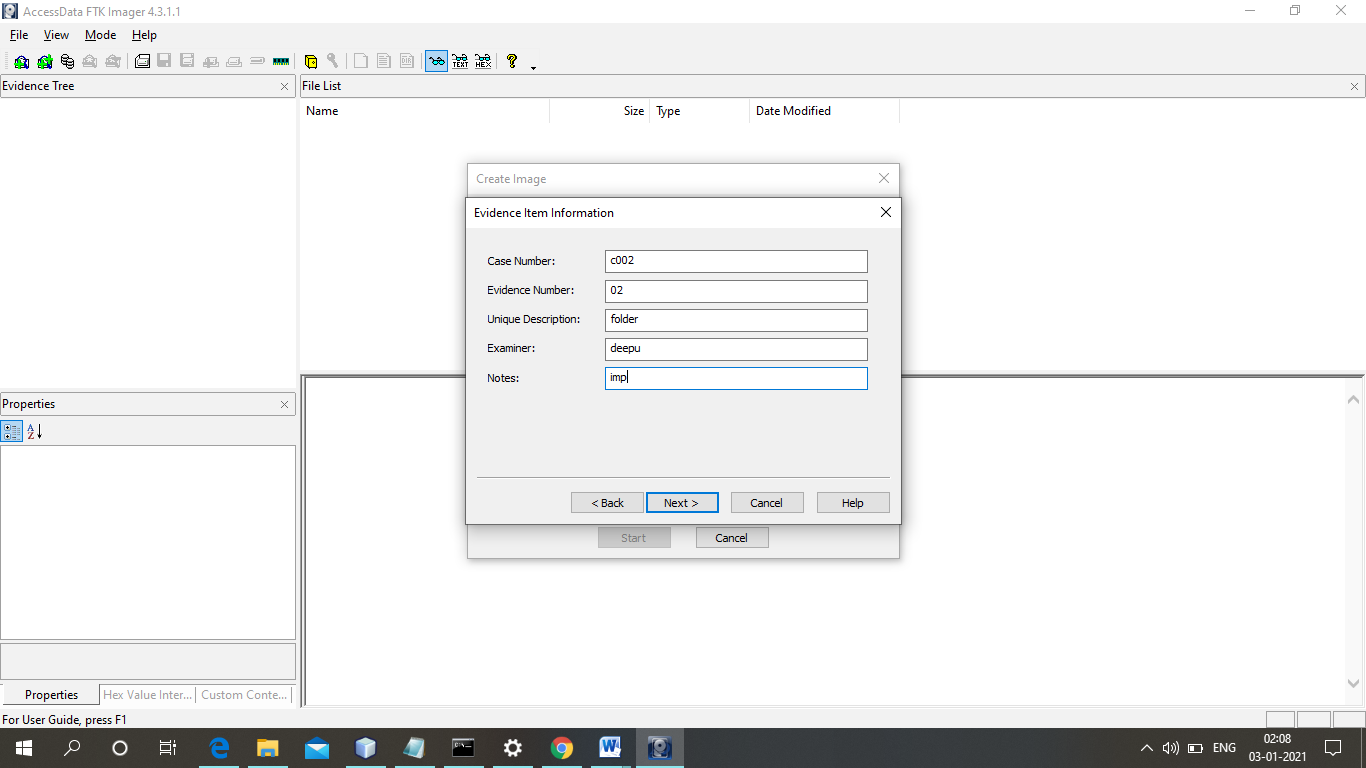 AccessData FTK Imager 4.3.1.1
File View Mode Help
TEXT HEX ?
Evidence Tree
File List
Name Size Type Date Modified
Create Image
Evidence Item Information
Case Number: c002
Evidence Number: 02
Unique Description: folder
Examiner: deepu
Notes: imp
< Back Next > Cancel Help
Start Cancel
Properties
A
Z
Properties Hex Value Inter... Custom Conte...
For User Guide, press F1
ENG
02:08
03-01-2021